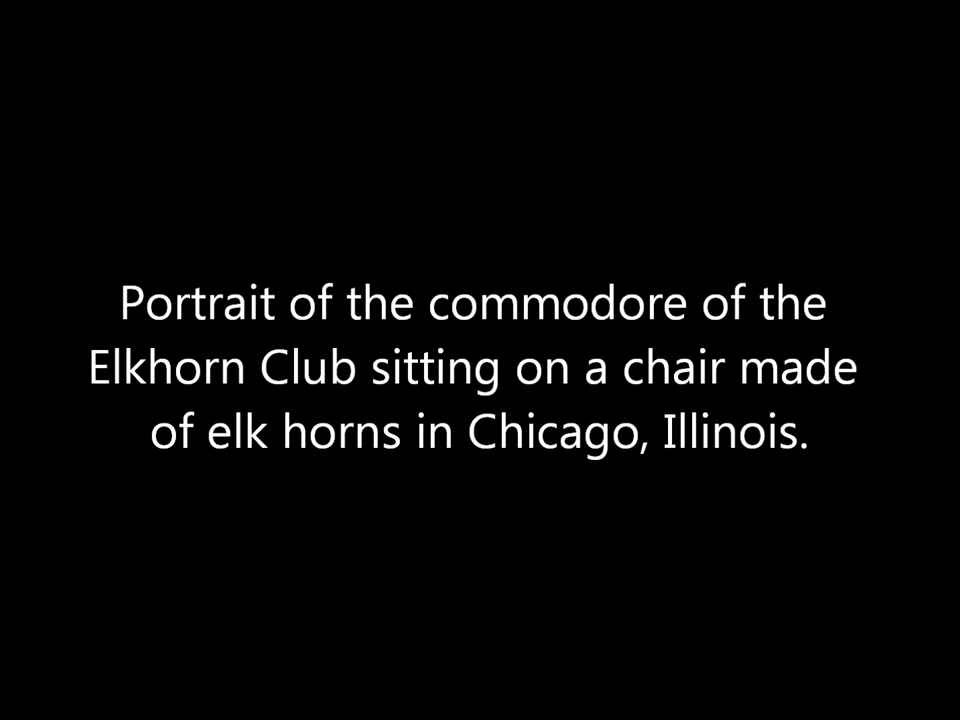 Portrait of the commodore of the
Elkhorn Club sitting on a chair made
of elk horns in Chicago, Illinois.